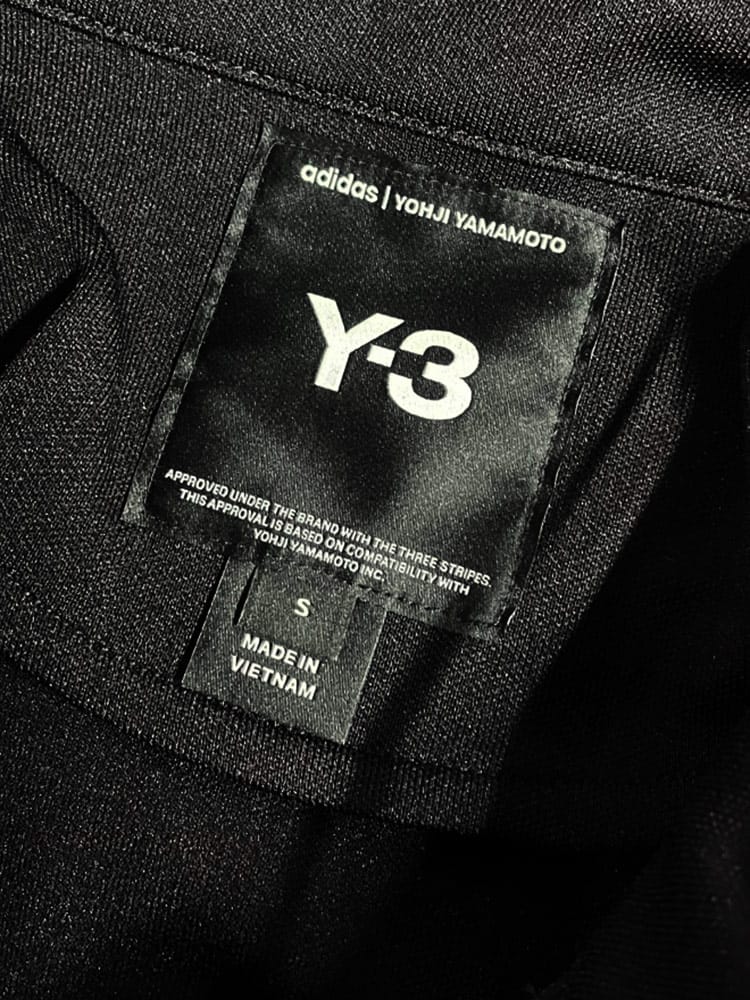 adidas | YOHJI YAMAMOTO
Y-3
APPROVED UNDER THE BRAND WITH THE THREE STRIPES.
THIS APPROVAL IS BASED ON COMPATIBILITY WITH
YOHJI YAMAMOTO INC.
S
MADE IN
VIETNAM